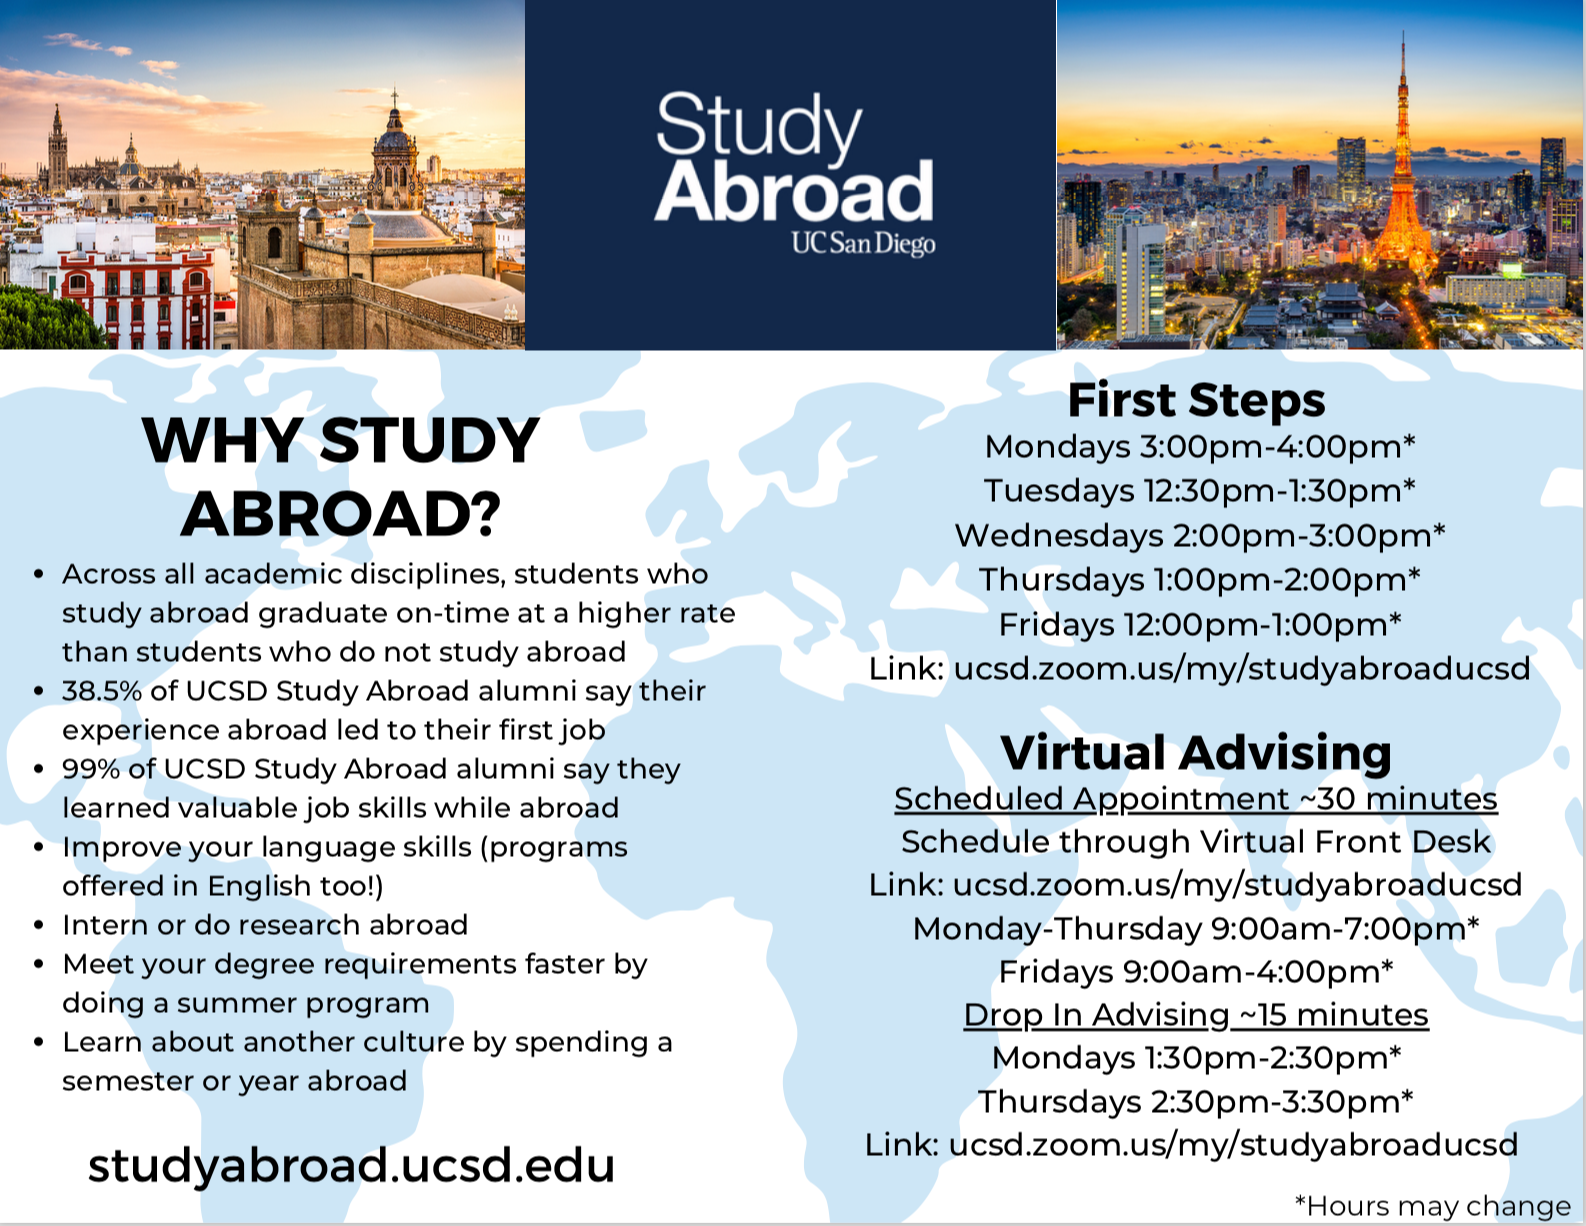 Study
Abroad
UC San Diego
WHY STUDY
ABROAD?
• Across all academic disciplines, students who
study abroad graduate on-time at a higher rate
than students who do not study abroad
• 38.5% of UCSD Study Abroad alumni say their
experience abroad led to their first job
• 99% of UCSD Study Abroad alumni say they
learned valuable job skills while abroad
• Improve your language skills (programs
offered in English too!)
• Intern or do research abroad
• Meet your degree requirements faster by
doing a summer program
• Learn about another culture by spending a
semester or year abroad
studyabroad.ucsd.edu
First Steps
Mondays 3:00pm-4:00pm*
Tuesdays 12:30pm-1:30pm*
Wednesdays 2:00pm-3:00pm*
Thursdays 1:00pm-2:00pm*
Fridays 12:00pm-1:00pm*
Link: ucsd.zoom.us/my/studyabroaducsd
Virtual Advising
Scheduled Appointment ~30 minutes
Schedule through Virtual Front Desk
Link: ucsd.zoom.us/my/studyabroaducsd
Monday-Thursday 9:00am-7:00pm*
Fridays 9:00am-4:00pm*
Drop In Advising ~15 minutes
Mondays 1:30pm-2:30pm*
Thursdays 2:30pm-3:30pm*
Link: ucsd.zoom.us/my/studyabroaducsd
*Hours may change